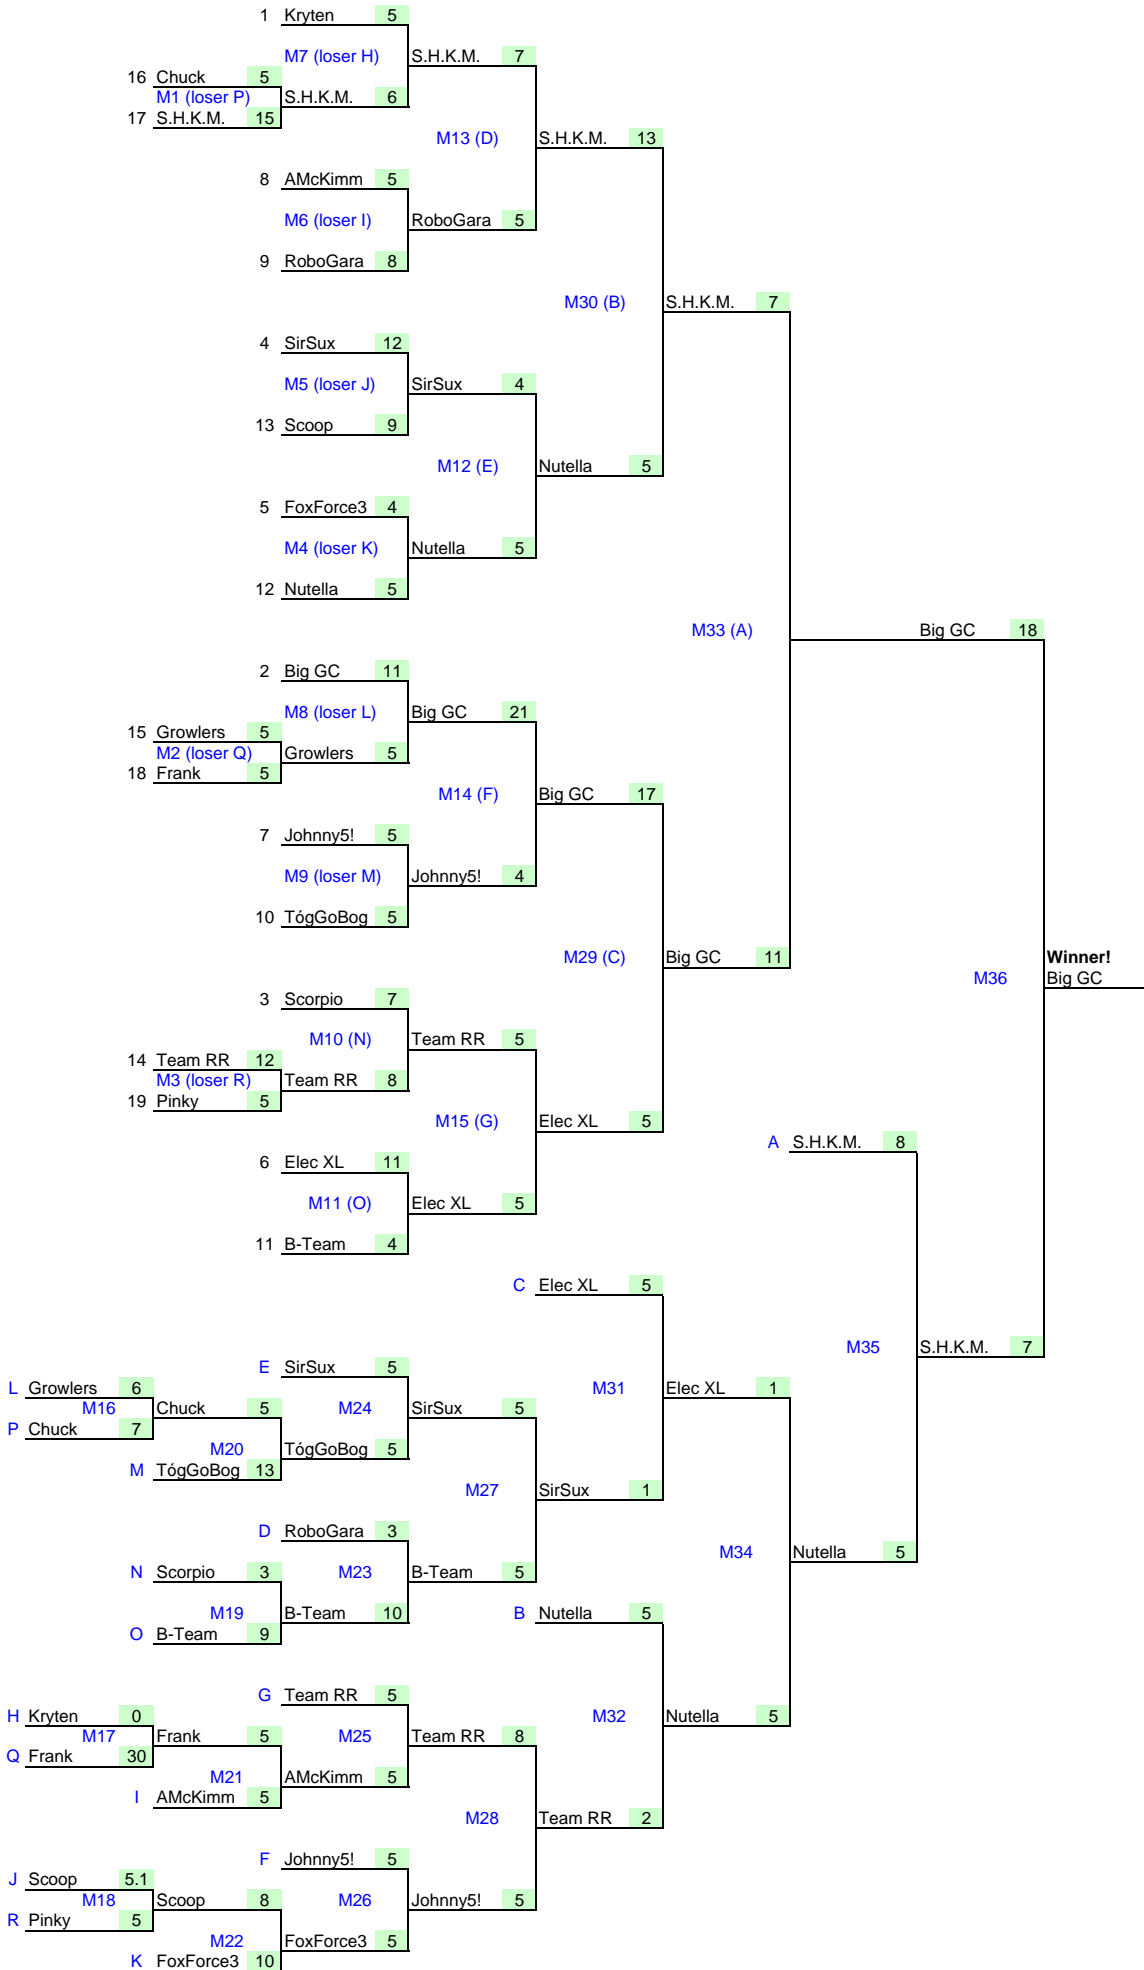 1 Kryten 5
M7 (loser H) S.H.K.M. 7
16 Chuck 5
M1 (loser P) S.H.K.M. 6
17 S.H.K.M. 15
M13 (D) S.H.K.M. 13
8 AMcKimm 5
M6 (loser I) RoboGara 5
9 RoboGara 8
M30 (B) S.H.K.M. 7
4 SirSux 12
M5 (loser J) SirSux 4
13 Scoop 9
M12 (E) Nutella 5
5 FoxForce3 4
M4 (loser K) Nutella 5
12 Nutella 5
M33 (A) Big GC 18
2 Big GC 11
M8 (loser L) Big GC 21
15 Growlers 5
M2 (loser Q) Growlers 5
18 Frank 5
M14 (F) Big GC 17
7 Johnny5! 5
M9 (loser M) Johnny5! 4
10 TógGoBog 5
M29 (C) Big GC 11
Winner!
M36 Big GC
3 Scorpio 7
M10 (N) Team RR 5
14 Team RR 12
M3 (loser R) Team RR 8
19 Pinky 5
M15 (G) Elec XL 5
A S.H.K.M. 8
6 Elec XL 11
M11 (O) Elec XL 5
11 B-Team 4
C Elec XL 5
M35 S.H.K.M. 7
E SirSux 5
L Growlers 6
M31 Elec XL 1
M16 Chuck 5
M24 SirSux 5
P Chuck 7
M20 TógGoBog 5
M TógGoBog 13
M27 SirSux 1
D RoboGara 3
M34 Nutella 5
N Scorpio 3
M23 B-Team 5
M19 B-Team 10
B Nutella 5
O B-Team 9
G Team RR 5
H Kryten 0
M32 Nutella 5
M17 Frank 5
M25 Team RR 8
Q Frank 30
M21 AMcKimm 5
I AMcKimm 5
M28 Team RR 2
F Johnny5! 5
J Scoop 5.1
M18 Scoop 8
M26 Johnny5! 5
R Pinky 5
M22 FoxForce3 5
K FoxForce3 10